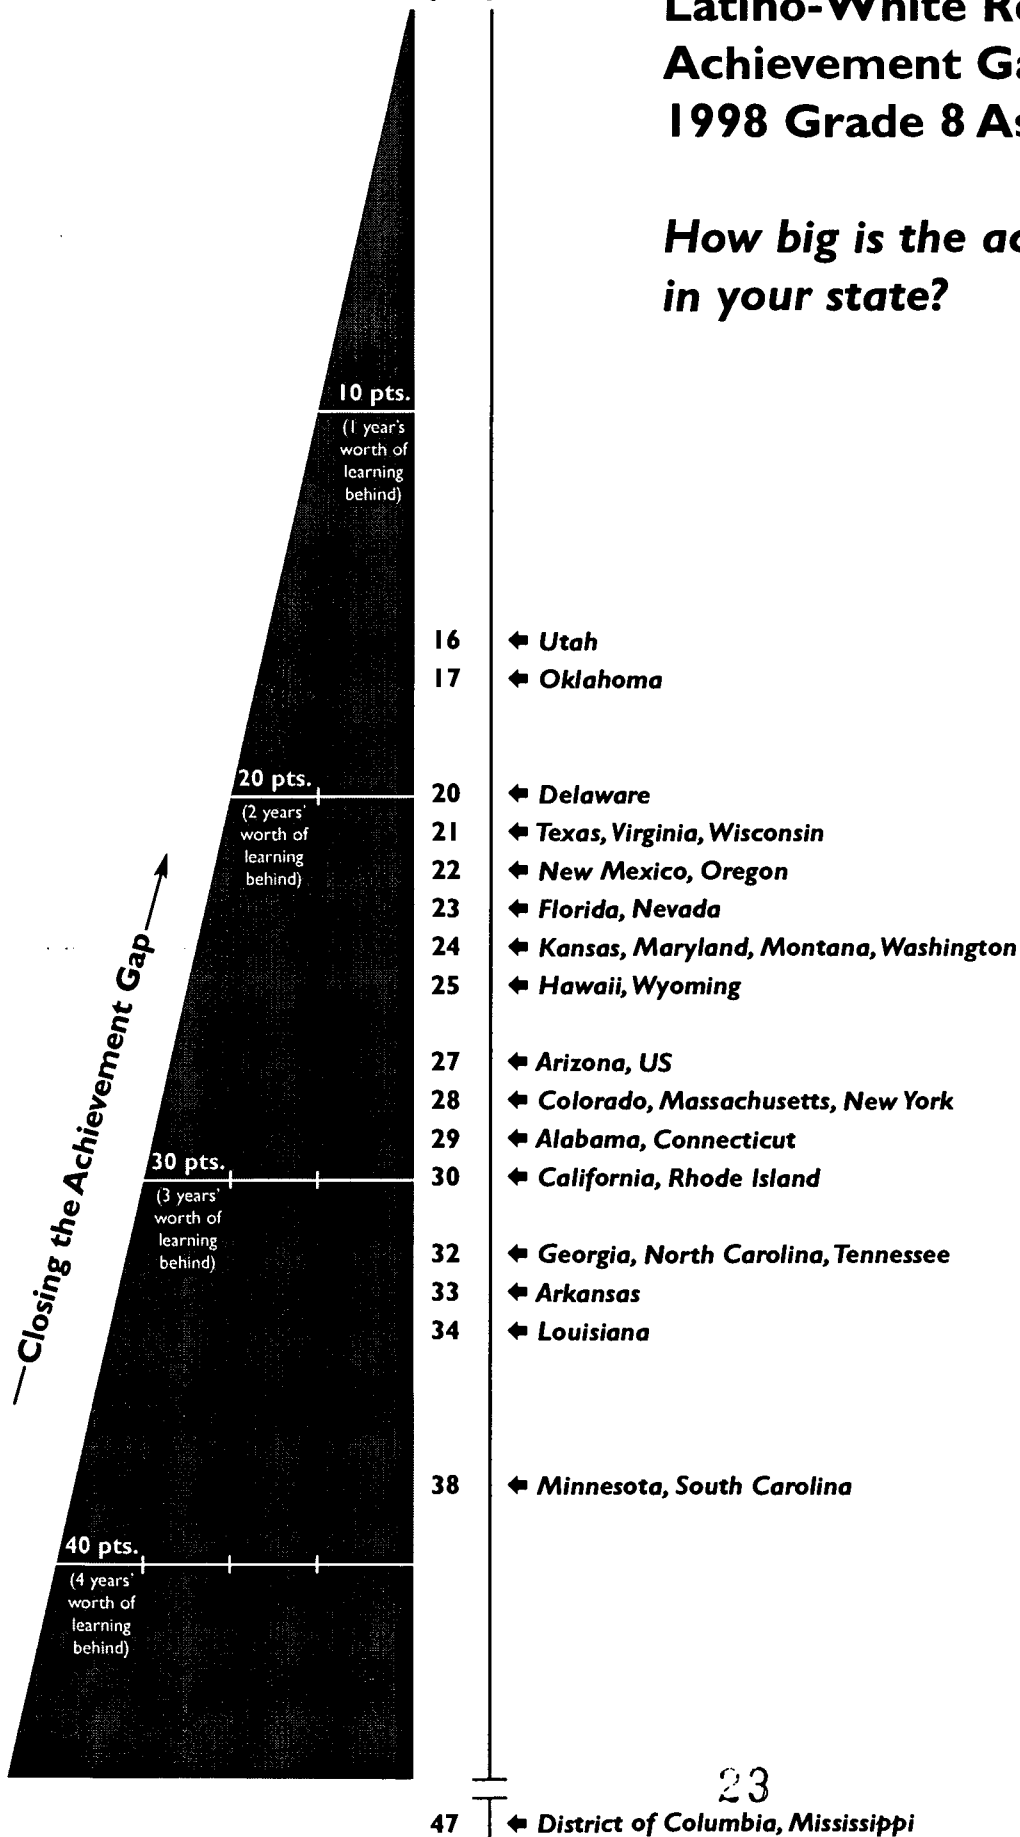 Latino-White
Achievement
1998 Grade 8
How big is the
in your state?
10 pts.
(1 year's
worth of
learning
behind)
16 Utah
17 Oklahoma
20 pts.
(2 years'
worth of
learning
behind)
20 Delaware
21 Texas, Virginia, Wisconsin
22 New Mexico, Oregon
23 Florida, Nevada
24 Kansas, Maryland, Montana, Washington
25 Hawaii, Wyoming
27 Arizona, US
28 Colorado, Massachusetts, New York
29 Alabama, Connecticut
30 pts.
(3 years'
worth of
learning
behind)
30 California, Rhode Island
32 Georgia, North Carolina, Tennessee
33 Arkansas
34 Louisiana
Closing the Achievement Gap
38 Minnesota, South Carolina
40 pts.
(4 years'
worth of
learning
behind)
23
47 District of Columbia, Mississippi